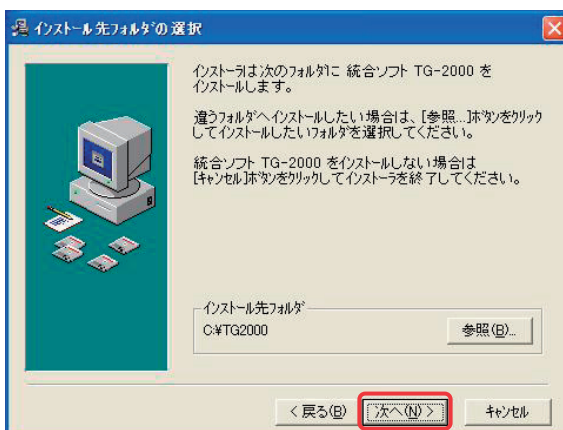 インストール先フォルダの選択
インストーラは次のフォルダに 統合ソフト TG-2000 を
インストールします。
違うフォルダへインストールしたい場合は、[参照...]ボタンをクリック
してインストールしたいフォルダを選択してください。
統合ソフト TG-2000 をインストールしない場合は
[キャンセル]ボタンをクリックしてインストーラを終了してください。
インストール先フォルダ
C:¥TG2000
参照(B)...
< 戻る(B)
次へ(N) >
キャンセル